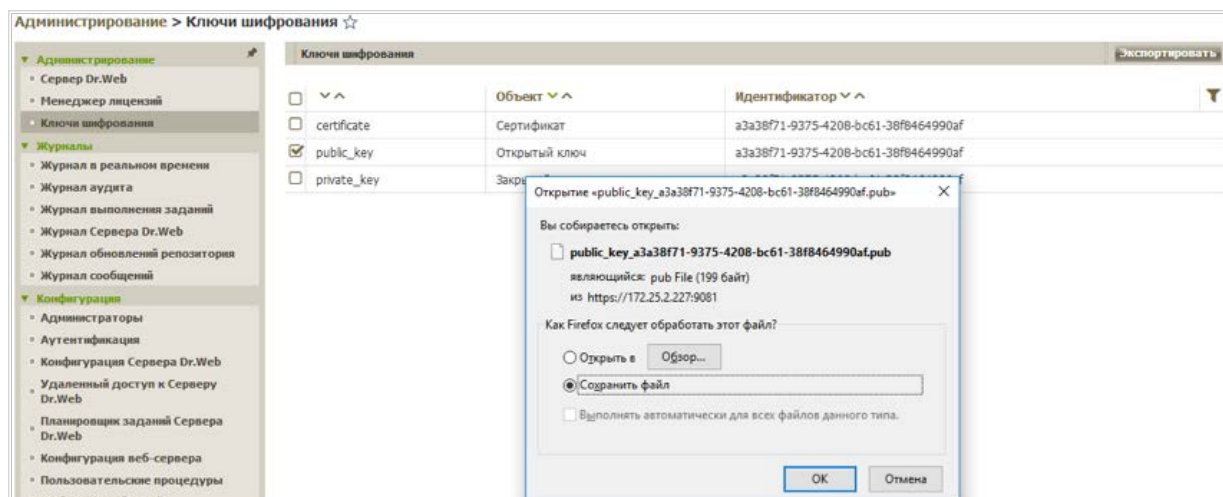 Администрирование > Ключи шифрования ☆
Администрирование
Сервер Dr.Web
Менеджер лицензий
Ключи шифрования
Журналы
Журнал в реальном времени
Журнал аудита
Журнал выполнения заданий
Журнал Сервера Dr.Web
Журнал обновлений репозитория
Журнал сообщений
Конфигурация
Администраторы
Аутентификация
Конфигурация Сервера Dr.Web
Удаленный доступ к Серверу
Dr.Web
Планировщик заданий Сервера
Dr.Web
Конфигурация веб-сервера
Пользовательские процедуры
Ключи шифрования Экспортировать
Объект Идентификатор
certificate Сертификат a3a38f71-9375-4208-bc61-38f8464990af
public_key Открытый ключ a3a38f71-9375-4208-bc61-38f8464990af
private_key
Открытие «public_key_a3a38f71-9375-4208-bc61-38f8464990af.pub»
Вы собираетесь открыть:
public_key_a3a38f71-9375-4208-bc61-38f8464990af.pub
являющийся: pub File (199 байт)
из https://172.25.2.227:9081
Как Firefox следует обработать этот файл?
Открыть в Обзор...
Сохранить файл
Выполнять автоматически для всех файлов данного типа.
OK Отмена